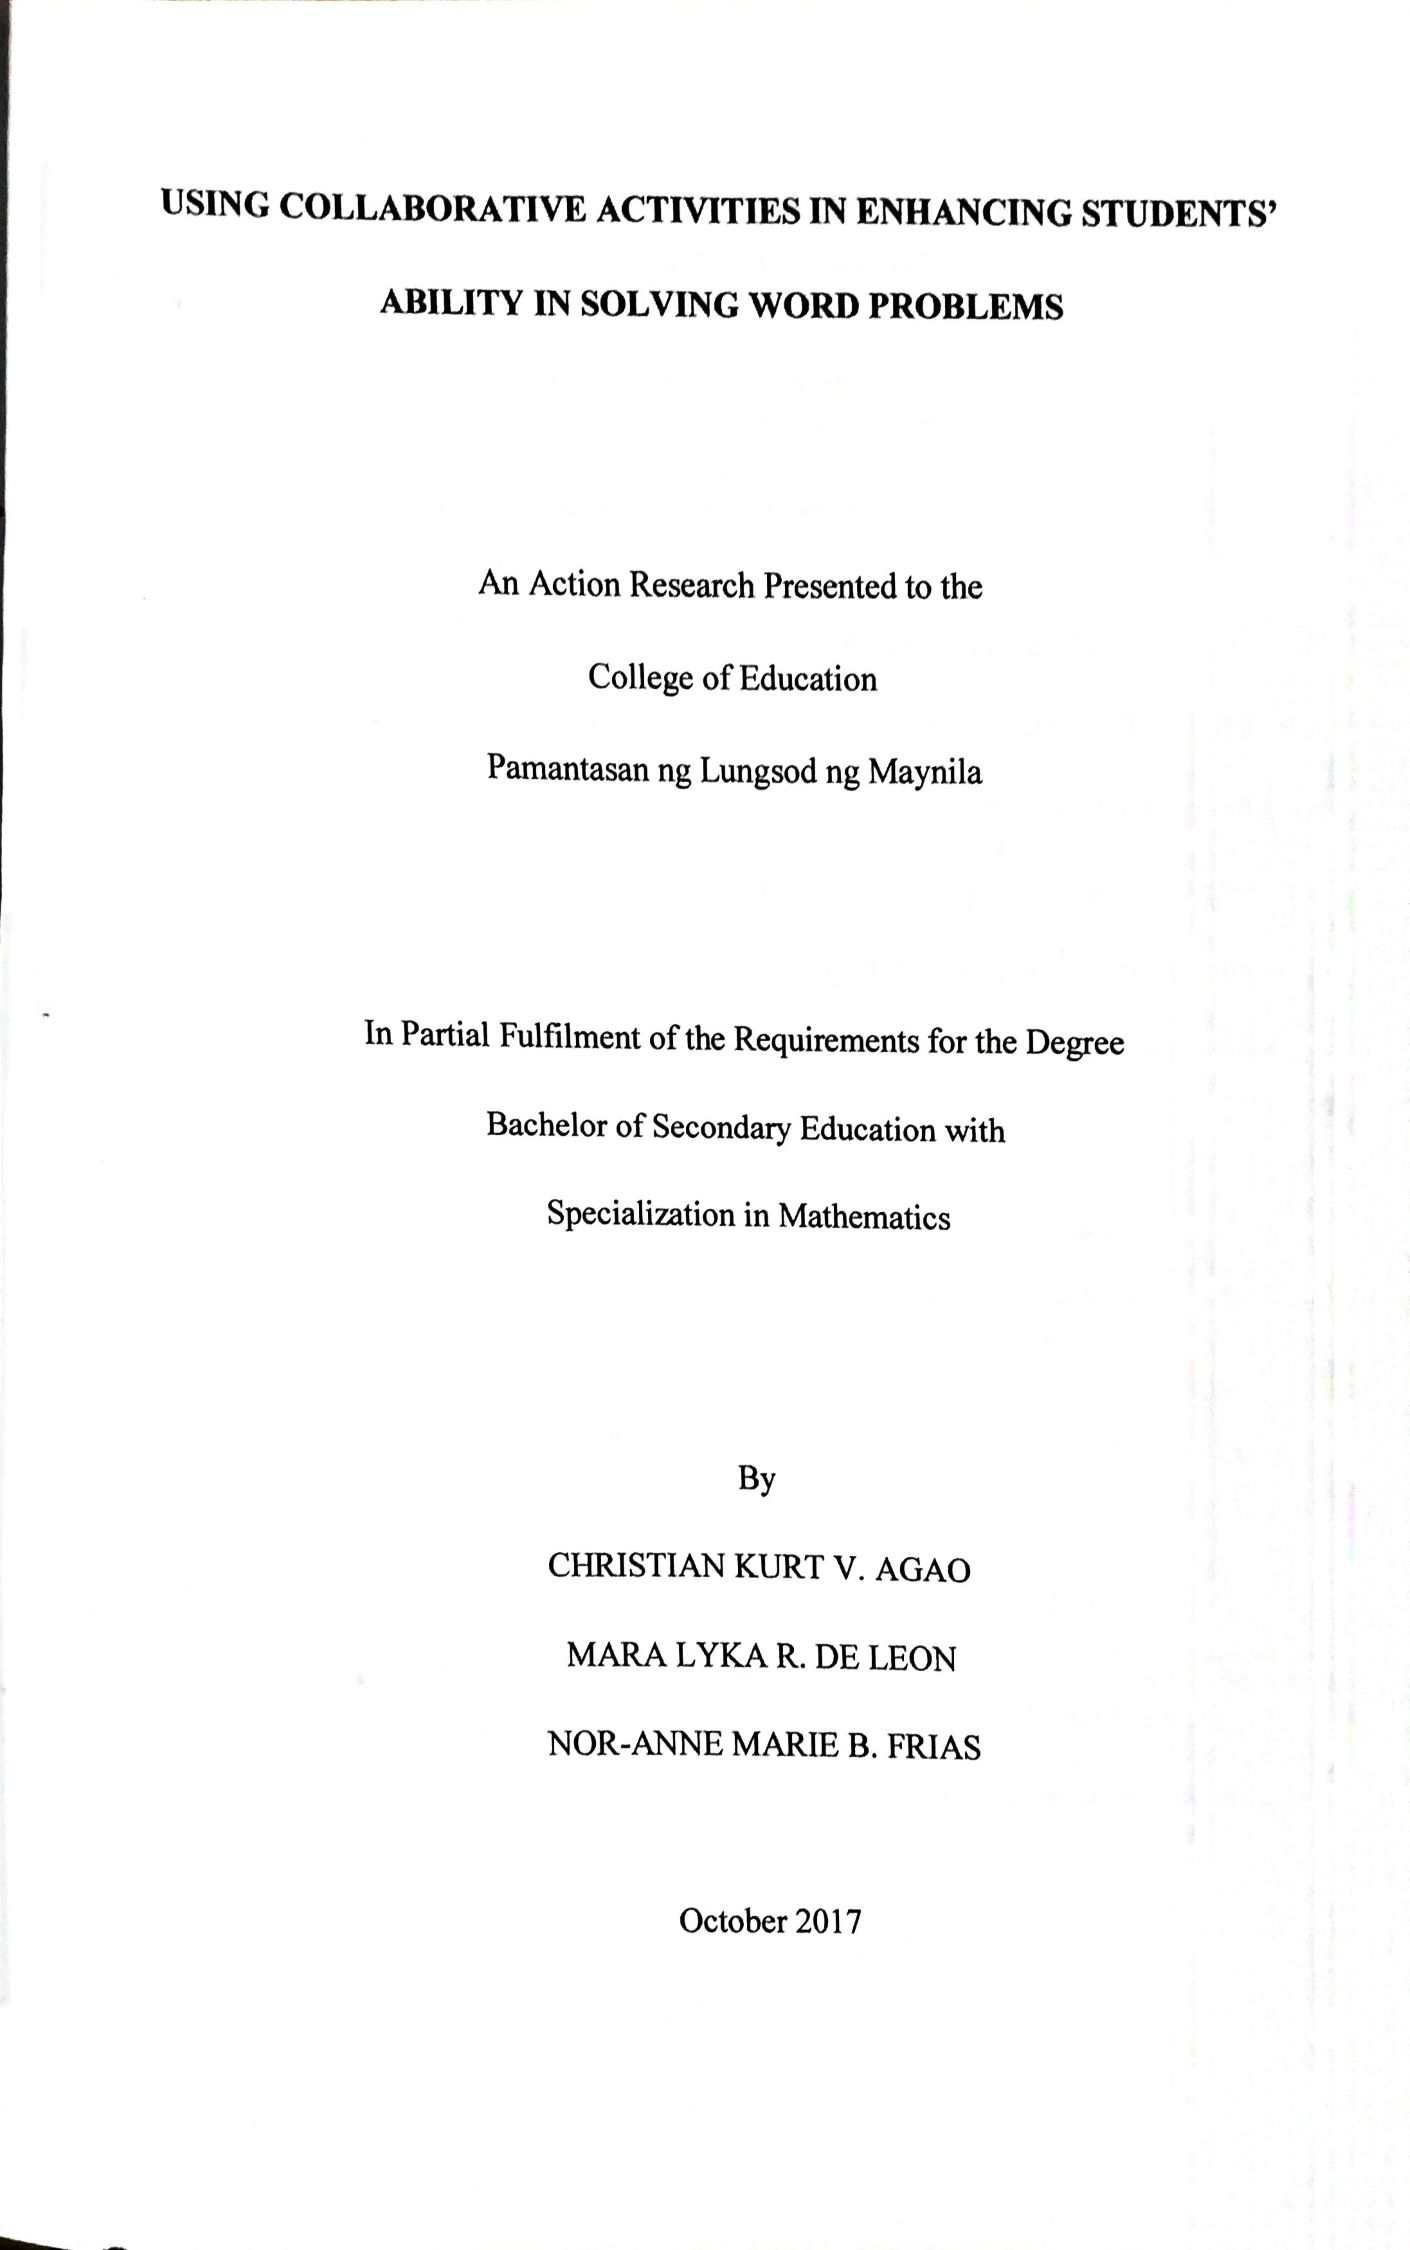 USING COLLABORATIVE ACTIVITIES IN ENHANCING STUDENTS’
ABILITY IN SOLVING WORD PROBLEMS
An Action Research Presented to the
College of Education
Pamantasan ng Lungsod ng Maynila
In Partial Fulfilment of the Requirements for the Degree
Bachelor of Secondary Education with
Specialization in Mathematics
By
CHRISTIAN KURT V. AGAO
MARA LYKA R. DE LEON
NOR-ANNE MARIE B. FRIAS
October 2017